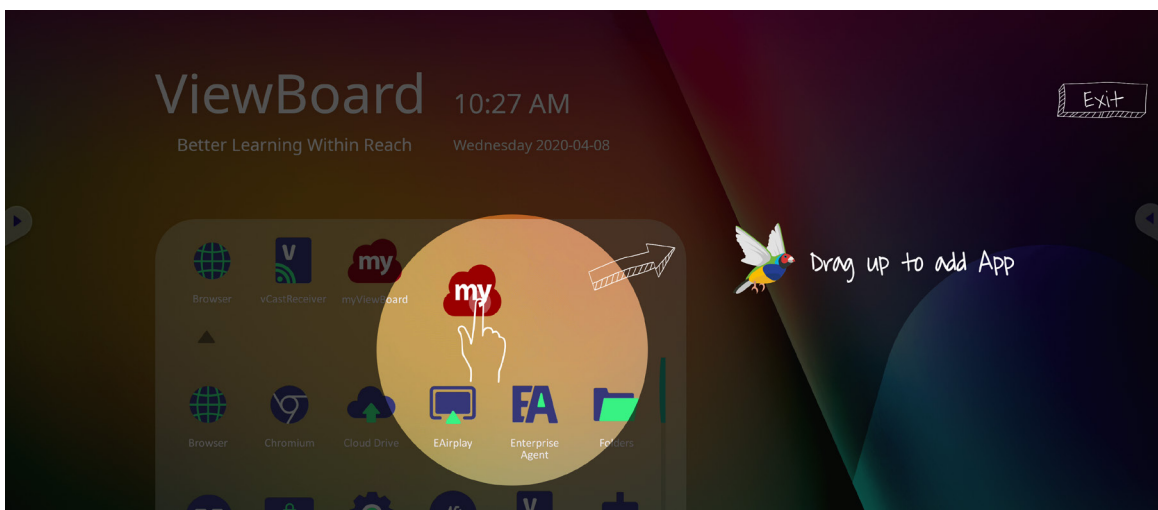 ViewBoard
10:27 AM
Better Learning Within Reach
Wednesday 2020-04-08
Exit
Drag up to add App
my
V
my
Browser
vCastReceiver
myViewBoard
EA
Browser
Chromium
Cloud Drive
EAirplay
Enterprise
Agent
Folders
V